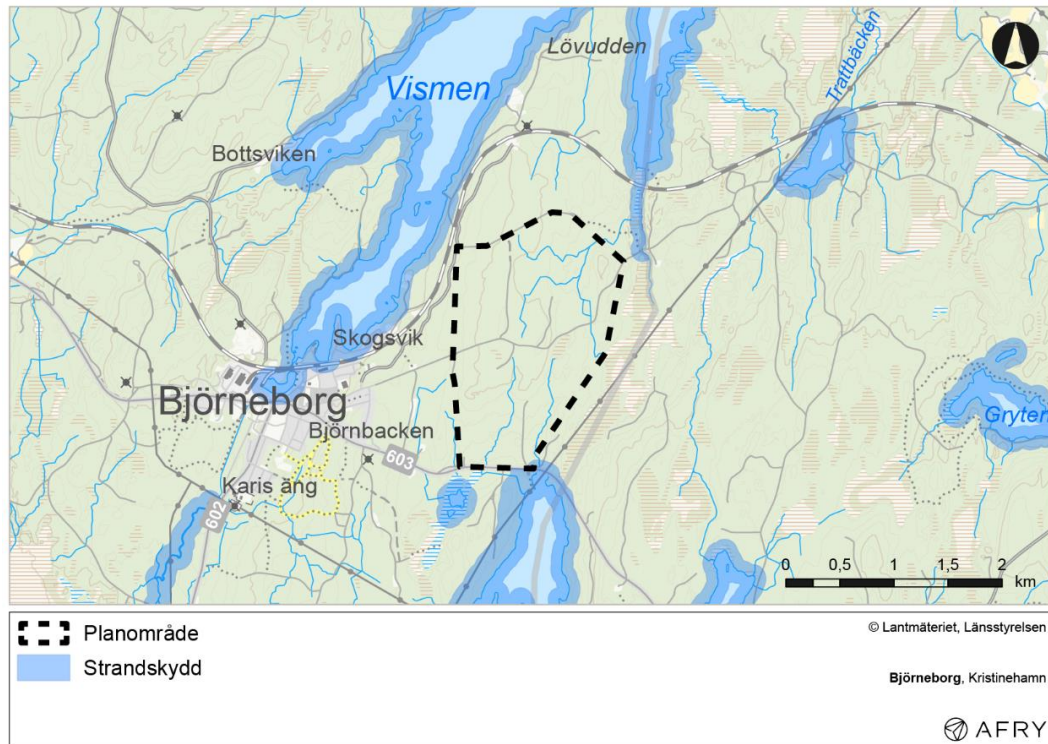 Lövudden
Trattbäcken
Vismen
Bottsviken
Skogsvik
Björneborg
Björnbacken
603
Gryten
Karis äng
602
0 0,5 1 1,5 2
km
Planområde
Strandskydd
© Lantmäteriet, Länsstyrelsen
Björneborg, Kristinehamn
AFRY